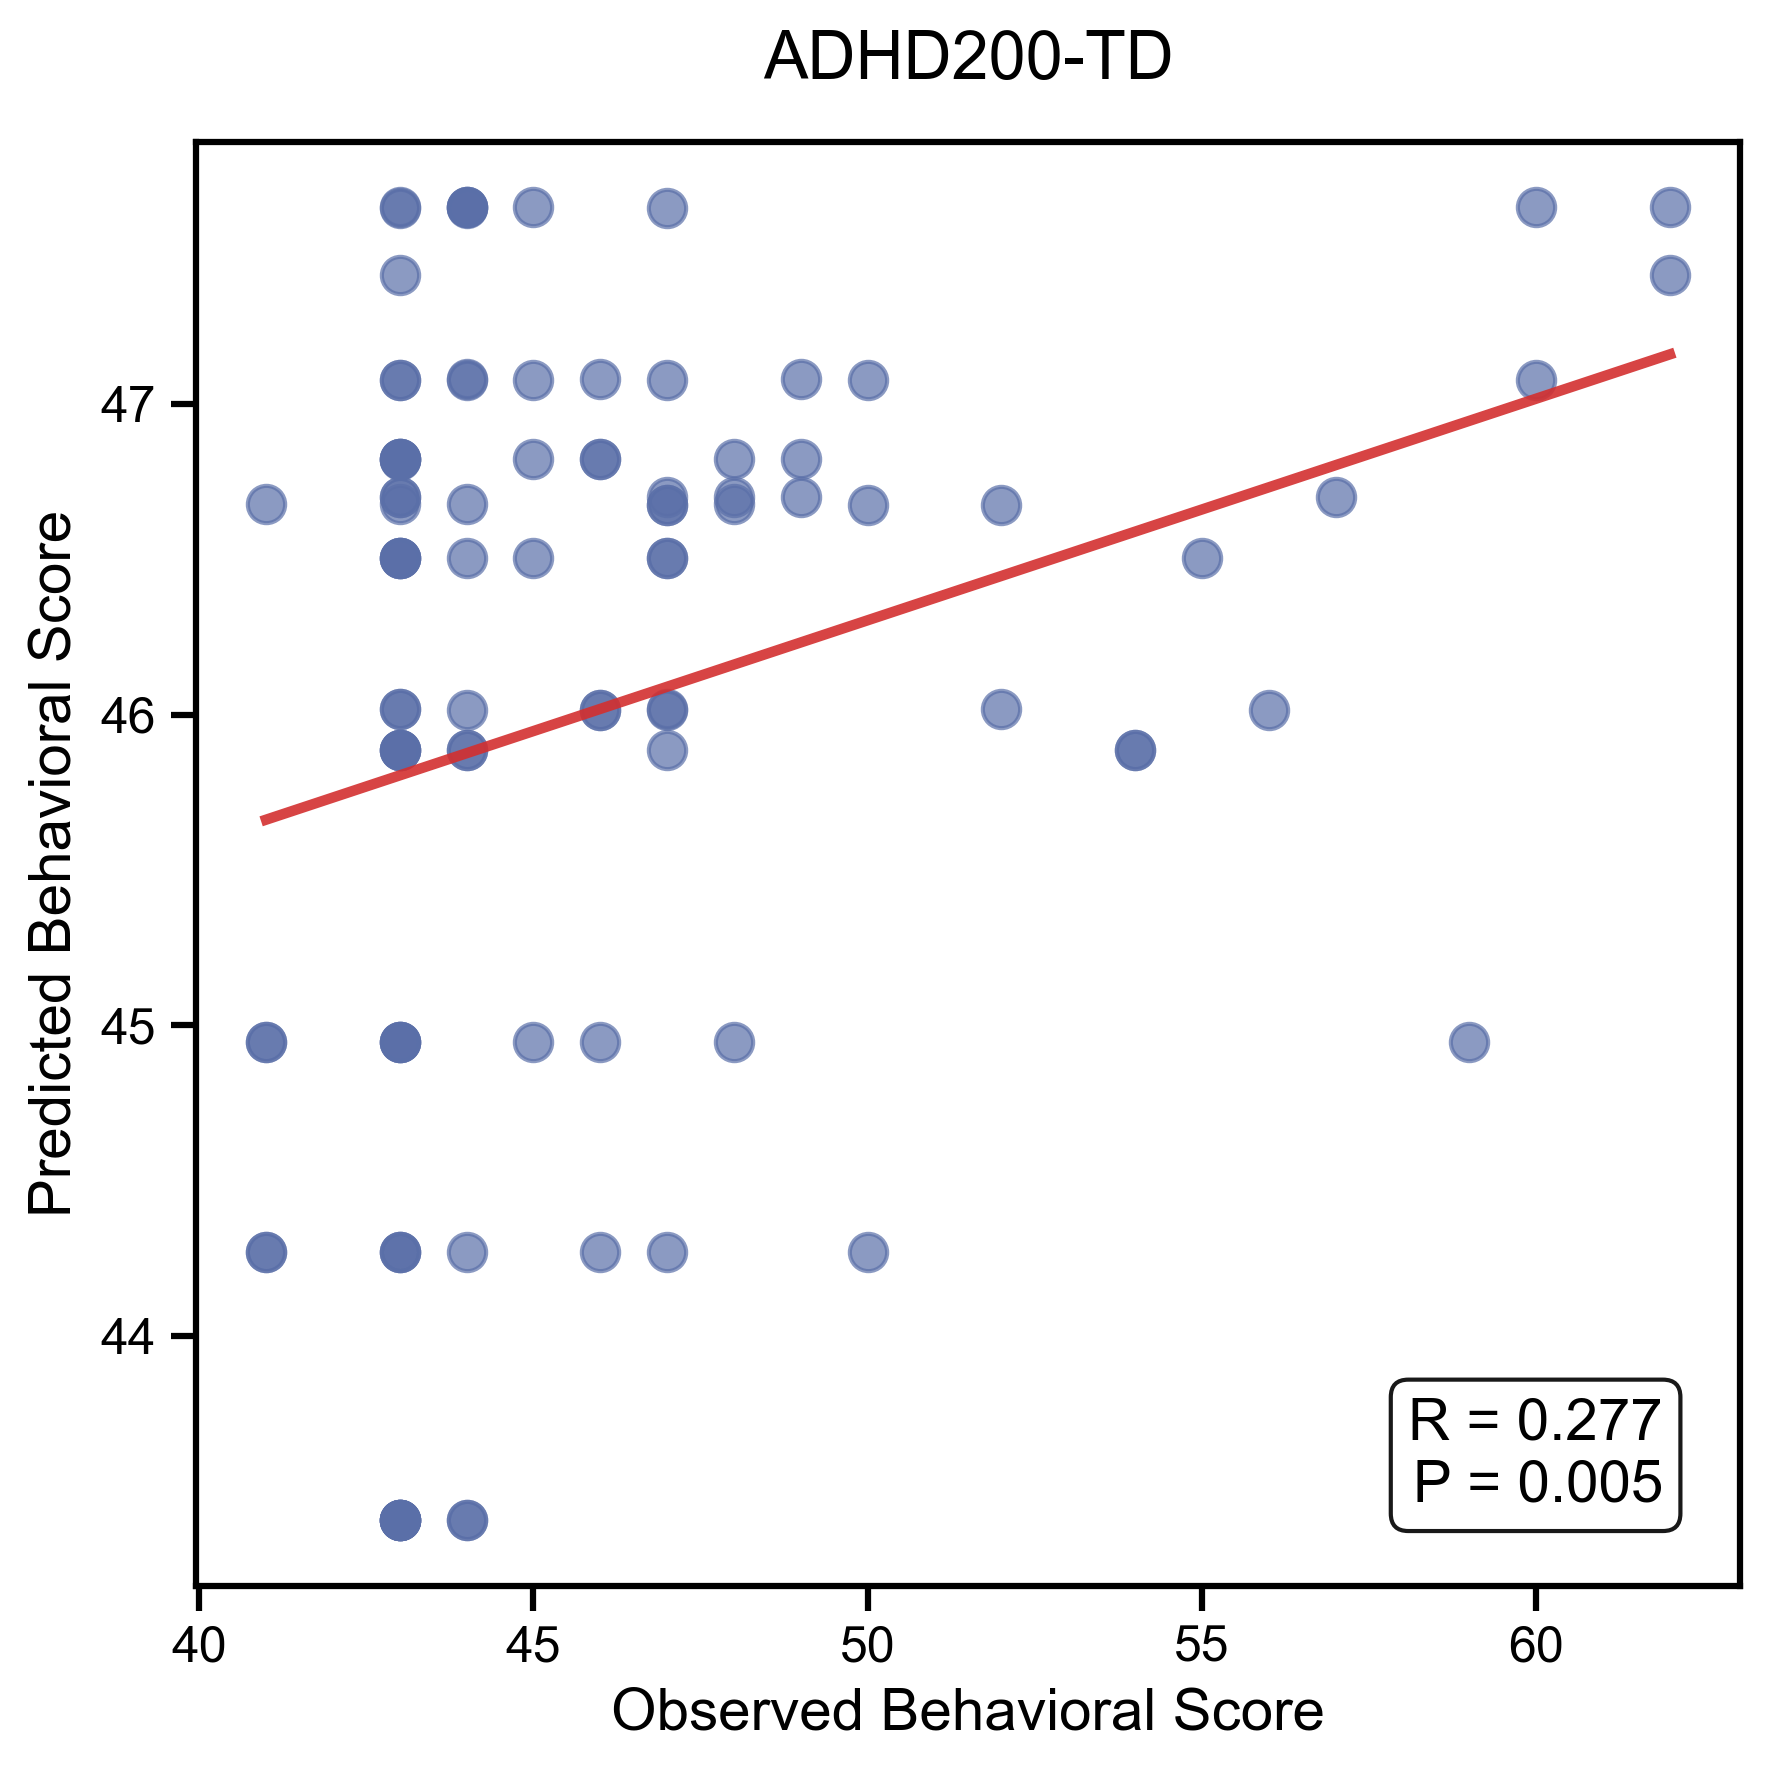 ADHD200-TD
Predicted Behavioral Score
47
46
45
44
R = 0.277
P = 0.005
40 45 50 55 60
Observed Behavioral Score